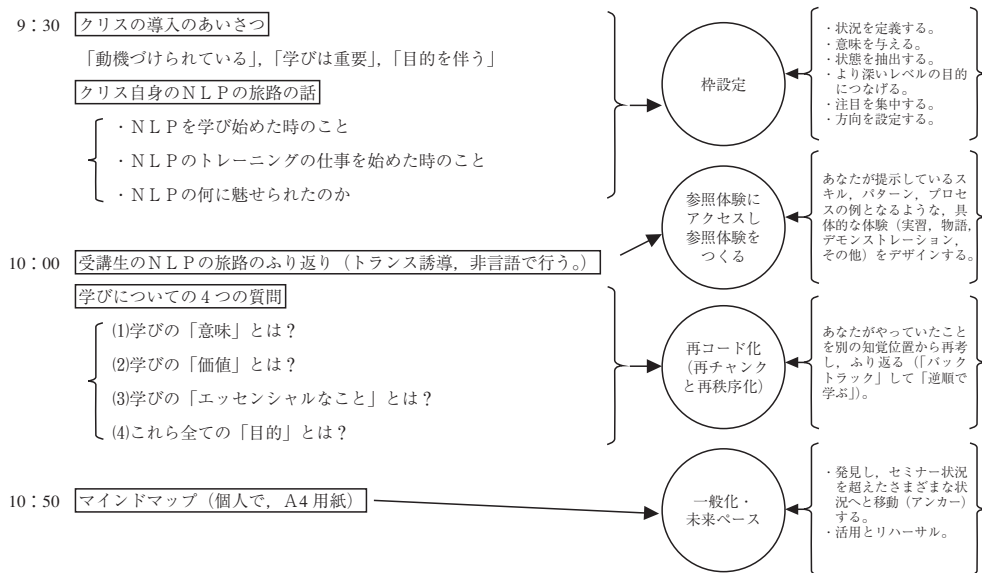 9：30 クリスの導入のあいさつ
「動機づけられている」，「学びは重要」，「目的を伴う」
クリス自身のＮＬＰの旅路の話
・ＮＬＰを学び始めた時のこと
・ＮＬＰのトレーニングの仕事を始めた時のこと
・ＮＬＰの何に魅せられたのか
枠設定
・状況を定義する。
・意味を与える。
・状態を抽出する。
・より深いレベルの目的
につなげる。
・注目を集中する。
・方向を設定する。
10：00 受講生のＮＬＰの旅路のふり返り（トランス誘導，非言語で行う。）
参照体験に
アクセスし
参照体験を
つくる
あなたが提示しているス
キル，パターン，プロセ
スの例となるような，具
体的な体験（実習，物語，
デモンストレーション，
その他）をデザインする。
学びについての４つの質問
⑴学びの「意味」とは？
⑵学びの「価値」とは？
⑶学びの「エッセンシャルなこと」とは？
⑷これら全ての「目的」とは？
再コード化
（再チャンク
と再秩序化）
あなたがやっていたこと
を別の知覚位置から再考
し，ふり返る（「バック
トラック」して「逆順で
学ぶ」）。
10：50 マインドマップ（個人で，Ａ4 用紙）
一般化・
未来ペース
・発見し，セミナー状況
を超えたさまざまな状
況へと移動（アンカー）
する。
・活用とリハーサル。